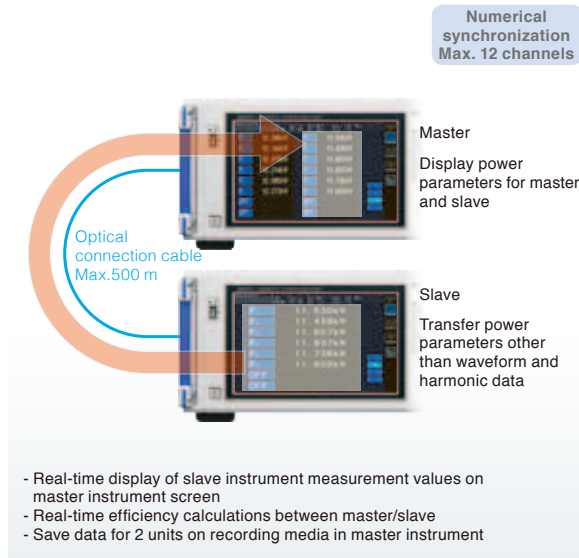 Numerical
synchronization
Max. 12 channels
Master
Display power
parameters for master
and slave
Optical
connection cable
Max.500 m
Slave
Transfer power
parameters other
than waveform and
harmonic data
OFF
OFF
- Real-time display of slave instrument measurement values on
master instrument screen
- Real-time efficiency calculations between master/slave
- Save data for 2 units on recording media in master instrument